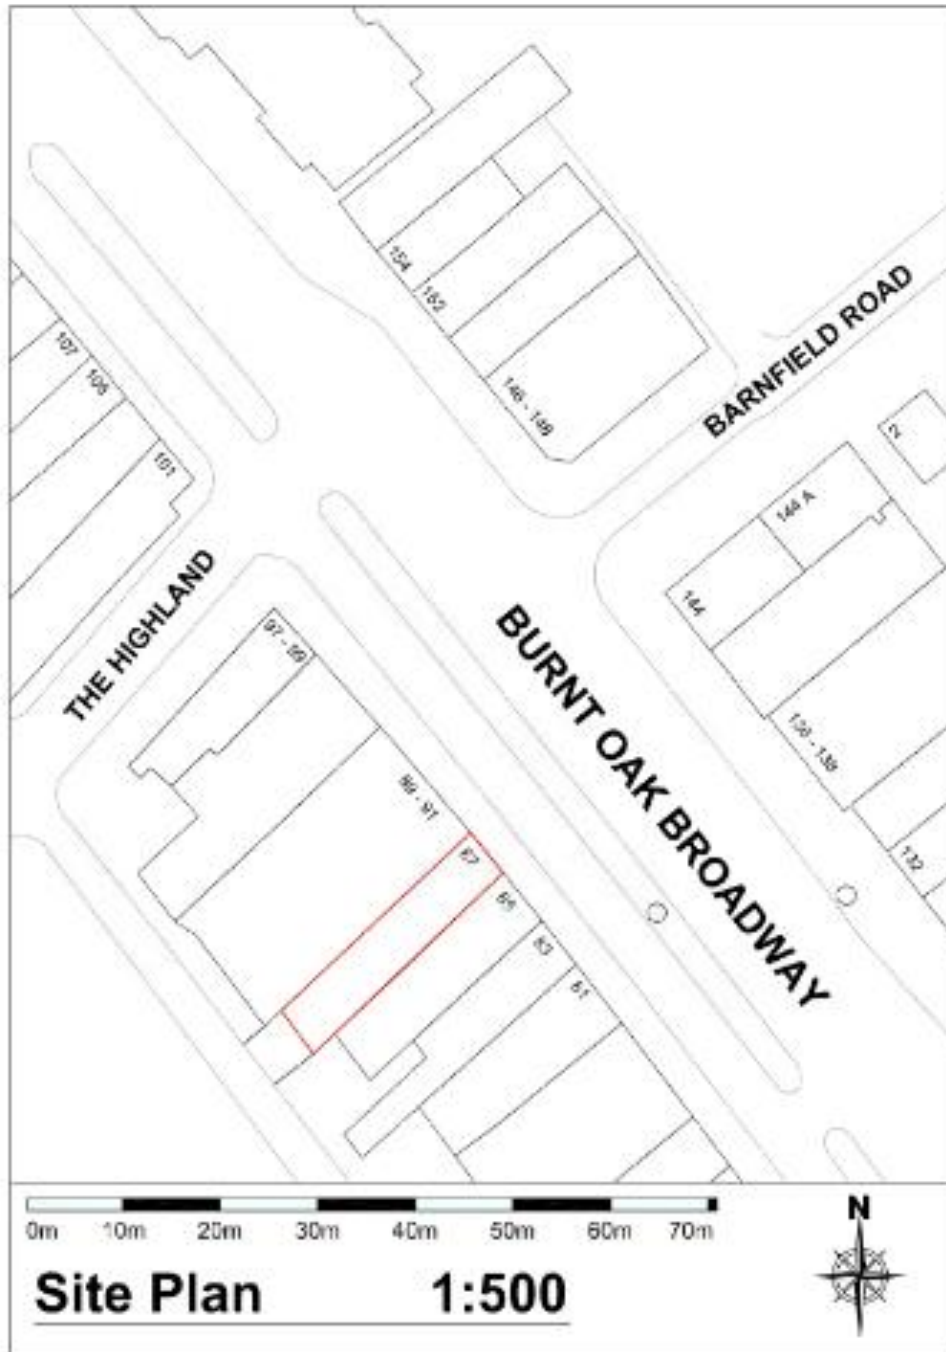 154
152
146 - 148
BARNFIELD ROAD
107
105
101
2
144 A
144
THE HIGHLAND
97 - 99
BURNT OAK BROADWAY
136 - 138
89 - 91
87
85
83
81
132
0m 10m 20m 30m 40m 50m 60m 70m
N
Site Plan 1:500